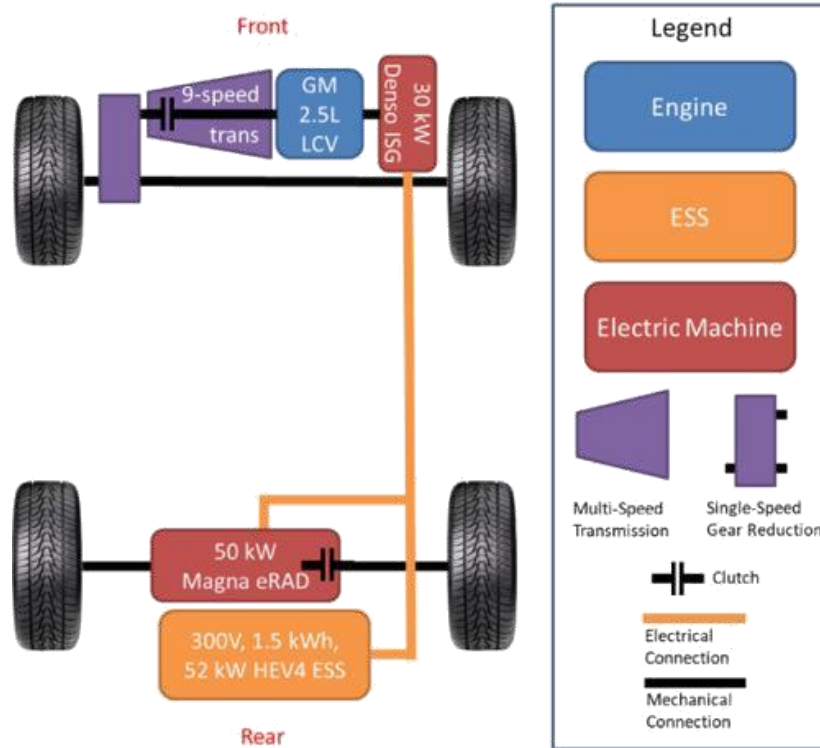 Front
9-speed
trans
GM
2.5L
LCV
30 kW
Denso ISG
50 kW
Magna eRAD
300V, 1.5 kWh,
52 kW HEV4 ESS
Rear
Legend
Engine
ESS
Electric Machine
Multi-Speed
Transmission
Single-Speed
Gear Reduction
Clutch
Electrical
Connection
Mechanical
Connection